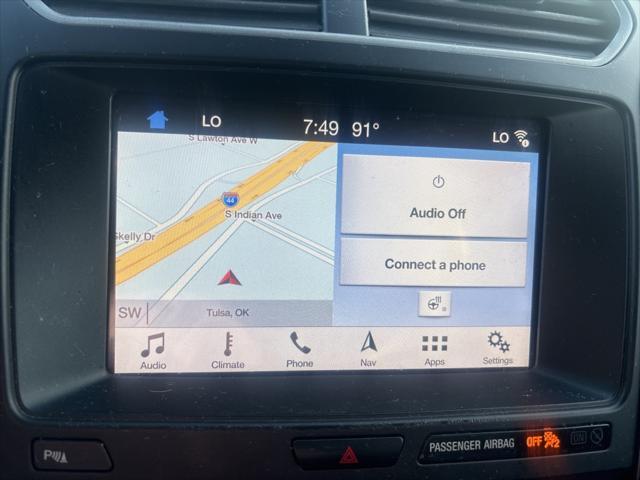 LO 7:49 91° LO
S Lawton Ave W
44
S Indian Ave
Skelly Dr
Audio Off
Connect a phone
SW Tulsa, OK
Audio Climate Phone Nav Apps Settings
P
PASSENGER AIRBAG OFF 2 ON